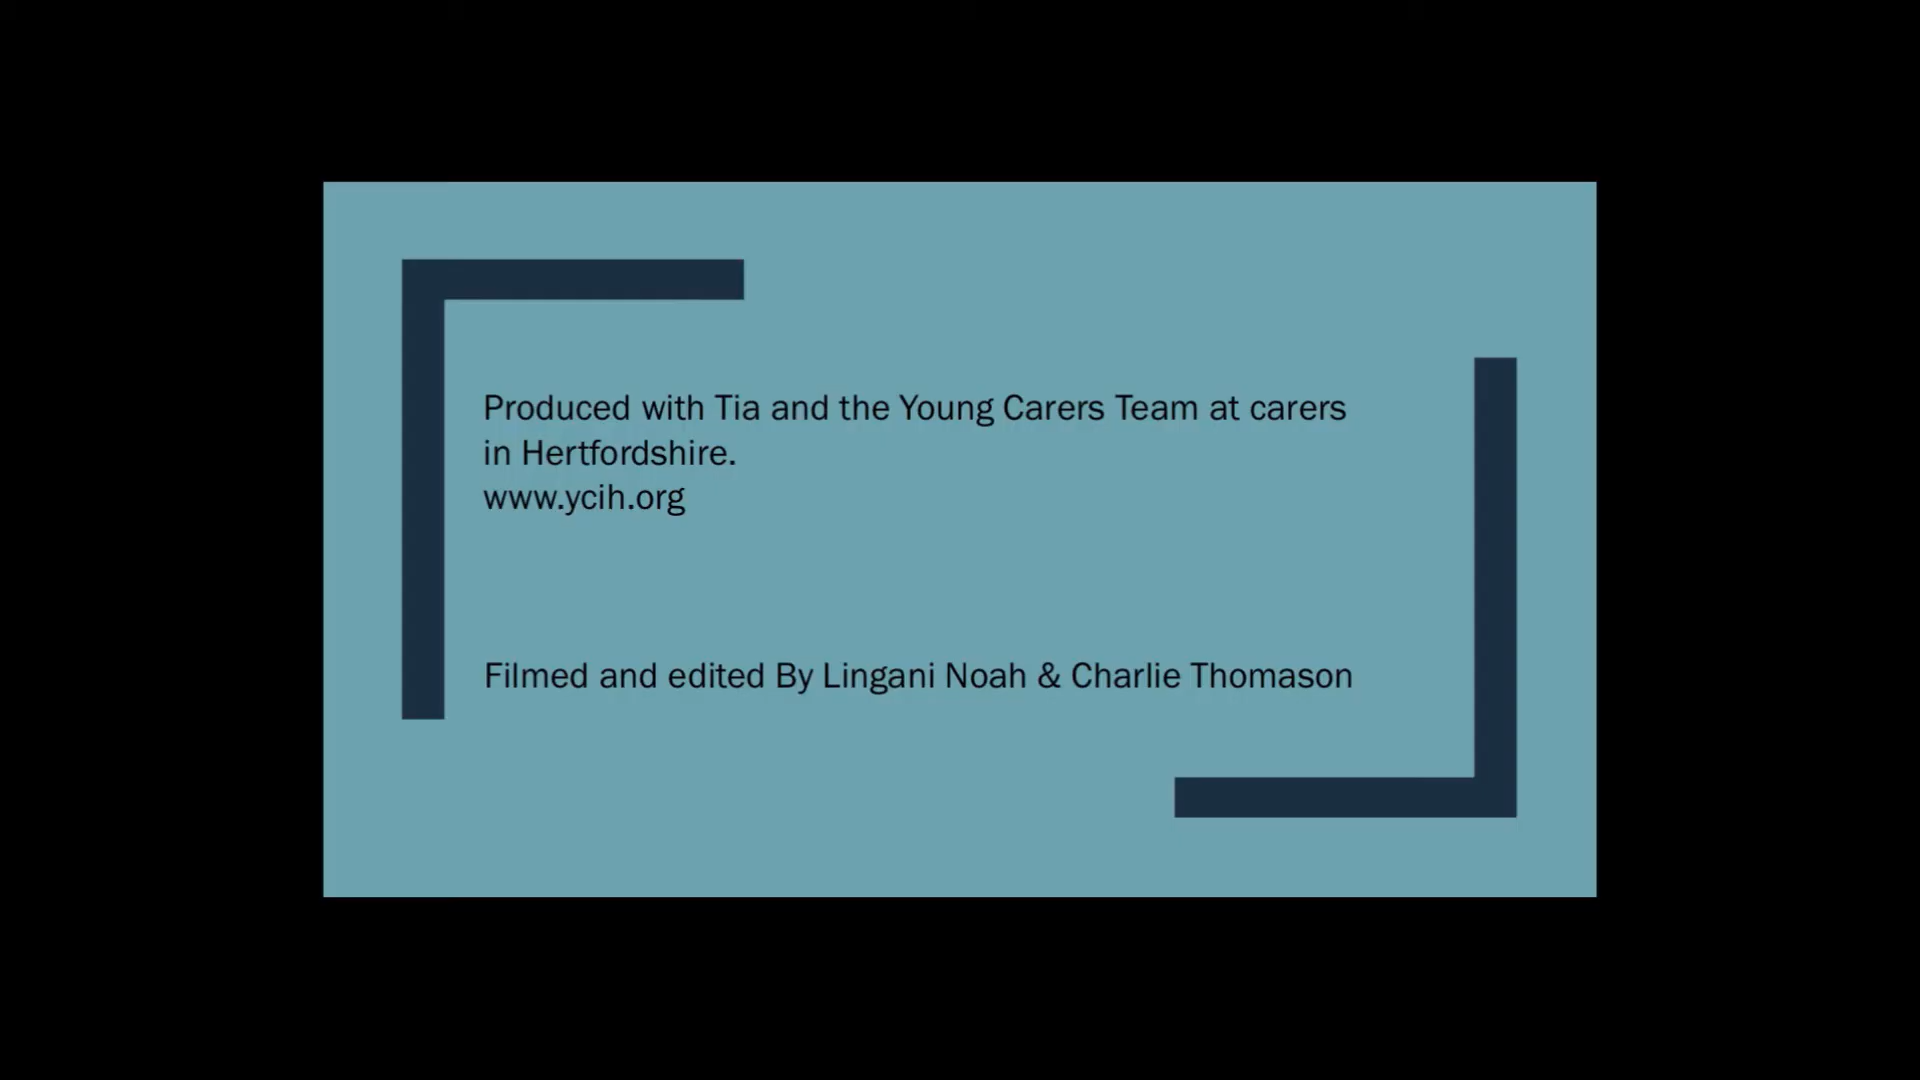 Produced with Tia and the Young Carers Team at carers
in Hertfordshire.
www.ycih.org
Filmed and edited By Lingani Noah & Charlie Thomason